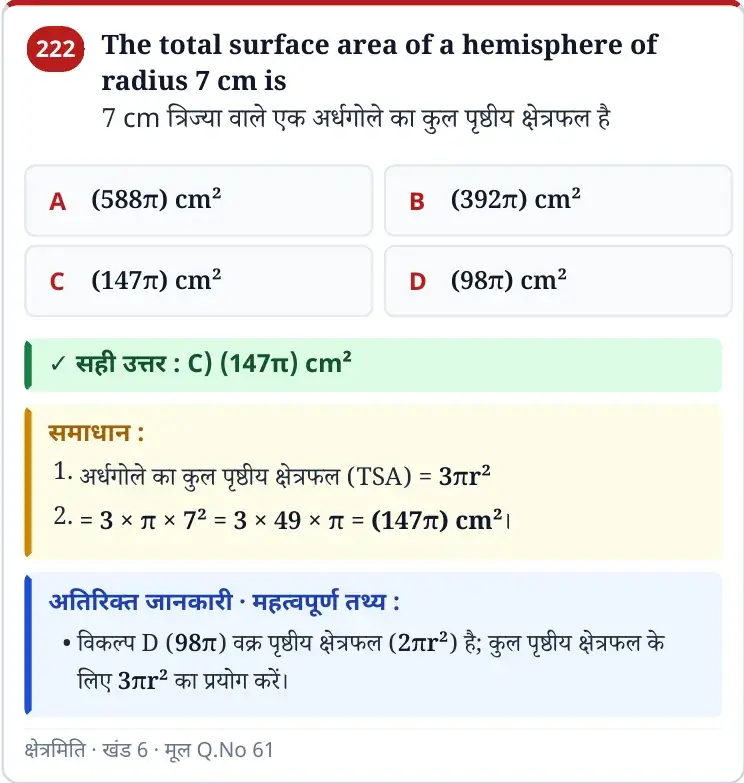 222
The total surface area of a hemisphere of
radius 7 cm is
7 cm त्रिज्या वाले एक अर्धगोले का कुल पृष्ठीय क्षेत्रफल है
A (588π) cm²
B (392π) cm²
C (147π) cm²
D (98π) cm²
✓ सही उत्तर : C) (147π) cm²
समाधान :
1. अर्धगोले का कुल पृष्ठीय क्षेत्रफल (TSA) = 3πr²
2. = 3 × π × 7² = 3 × 49 × π = (147π) cm²।
अतिरिक्त जानकारी · महत्वपूर्ण तथ्य :
• विकल्प D (98π) वक्र पृष्ठीय क्षेत्रफल (2πr²) है; कुल पृष्ठीय क्षेत्रफल के
लिए 3πr² का प्रयोग करें।
क्षेत्रमिति · खंड 6 · मूल Q.No 61